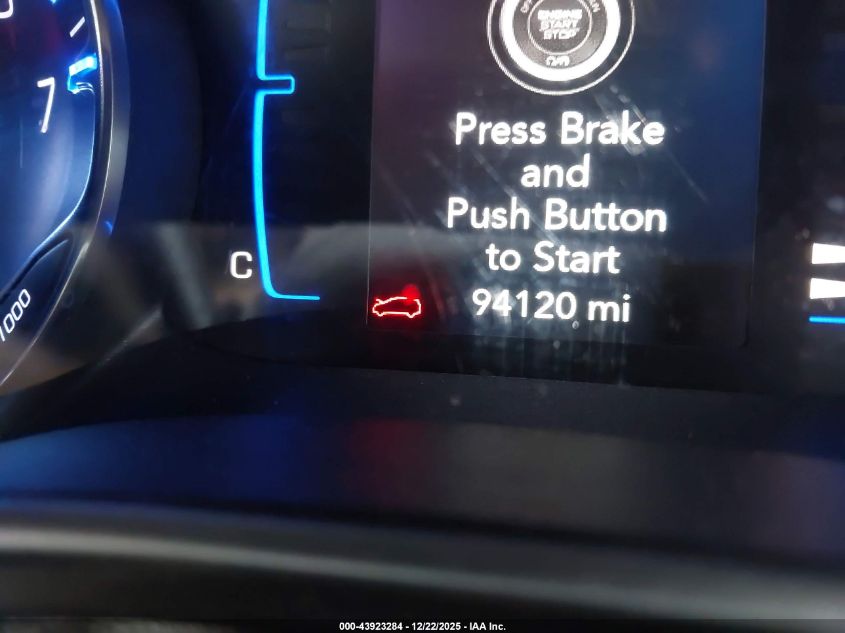 7
1000
C
ENGINE
START
STOP
Press Brake
and
Push Button
to Start
94120 mi
000-43923284 - 12/22/2025 - IAA Inc.